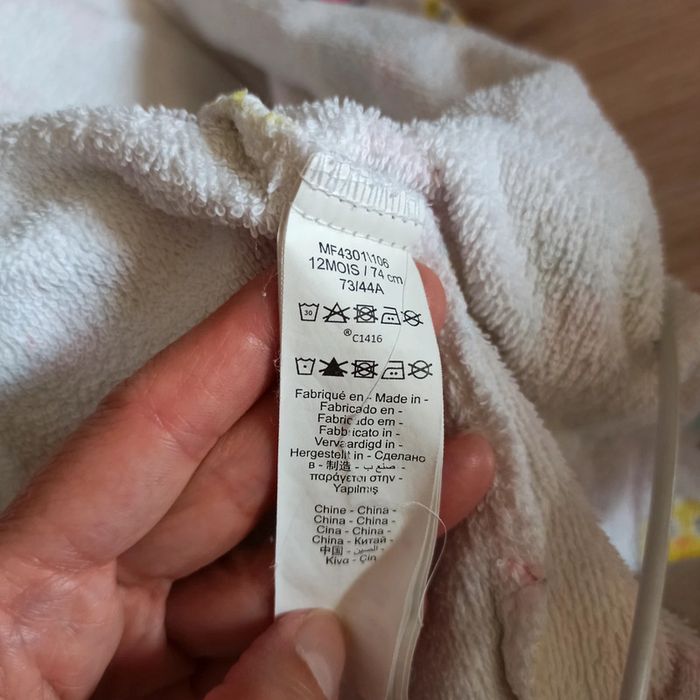 MF4301\106
12MOIS / 74 cm
73/44A
30
®C1416
Fabriqué en - Made in -
Fabricado en -
Fabricado em -
Fabbricato in -
Vervaardigd in -
Hergestellt in - Сделано
в - 制造 - صنع ب -
παράγεται στην -
Yapılmış
Chine - China -
China - China -
Cina - China -
China - Китай -
中国 - الصين -
Κίνα - Çin